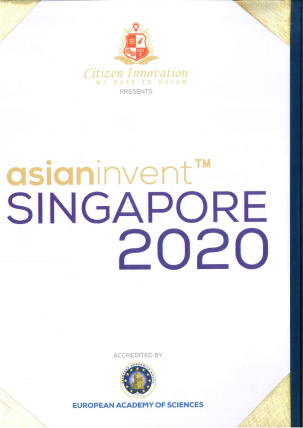 Citizen Innovation
WE DARE TO DREAM
PRESENTS
asianinvent™
SINGAPORE
2020
ACCREDITED BY
EUROPEAN ACADEMY OF SCIENCES